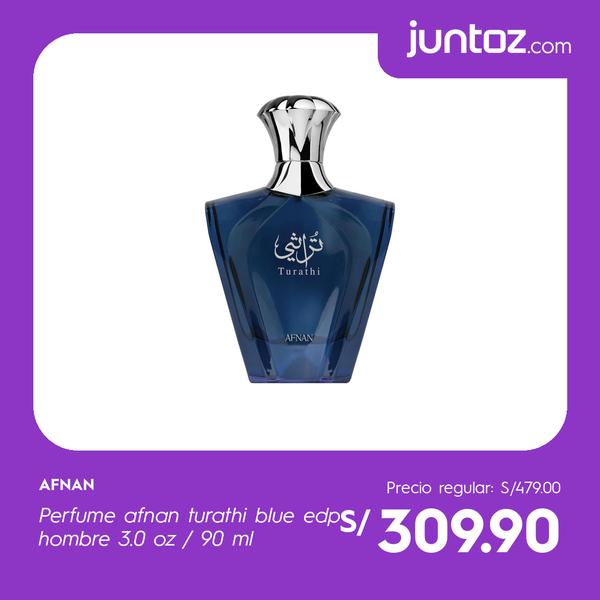 juntoz.com
تُراثي
Turathi
AFNAN
AFNAN
Precio regular: S/479.00
Perfume afnan turathi blue edp
hombre 3.0 oz / 90 ml
S/ 309.90